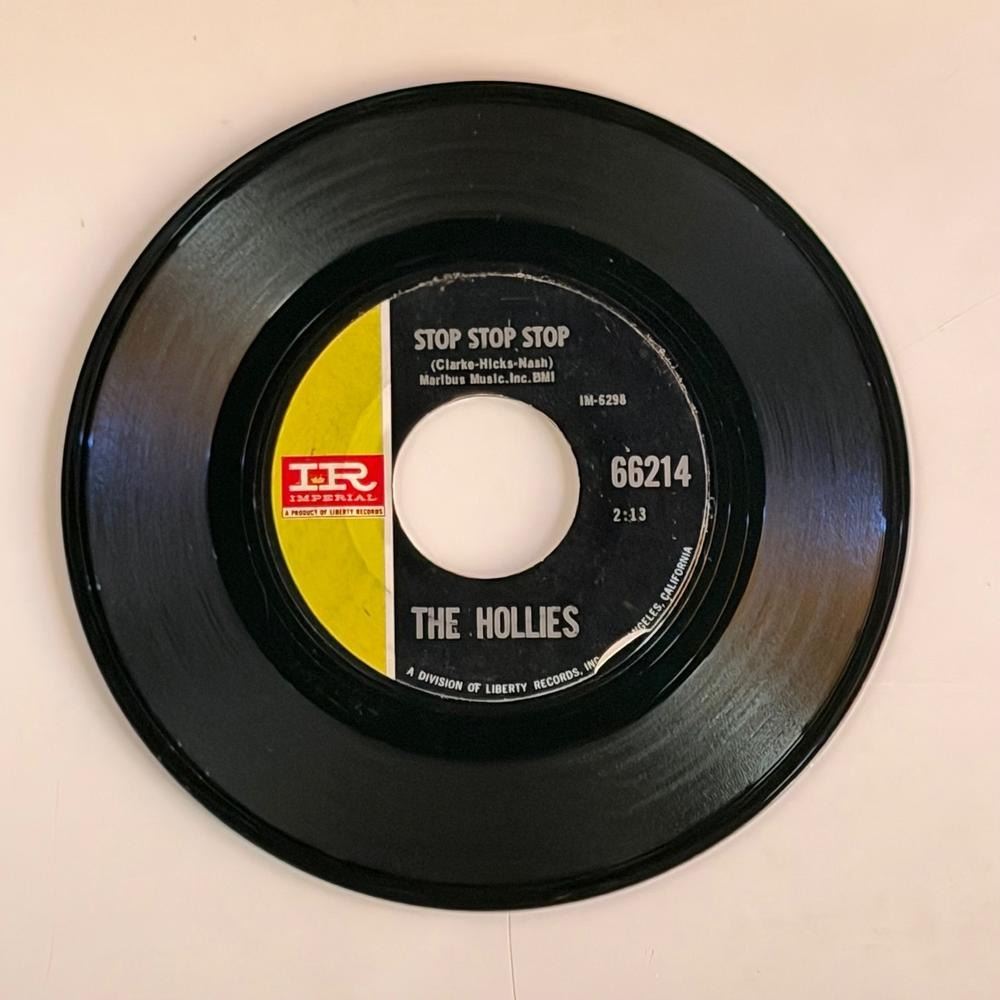 STOP STOP STOP
(Clarke-Hicks-Nash)
Maribus Music, Inc. BMI
IM-6298
IR
IMPERIAL
A PRODUCT OF LIBERTY RECORDS
66214
2:13
THE HOLLIES
A DIVISION OF LIBERTY RECORDS, INC. CALIFORNIA